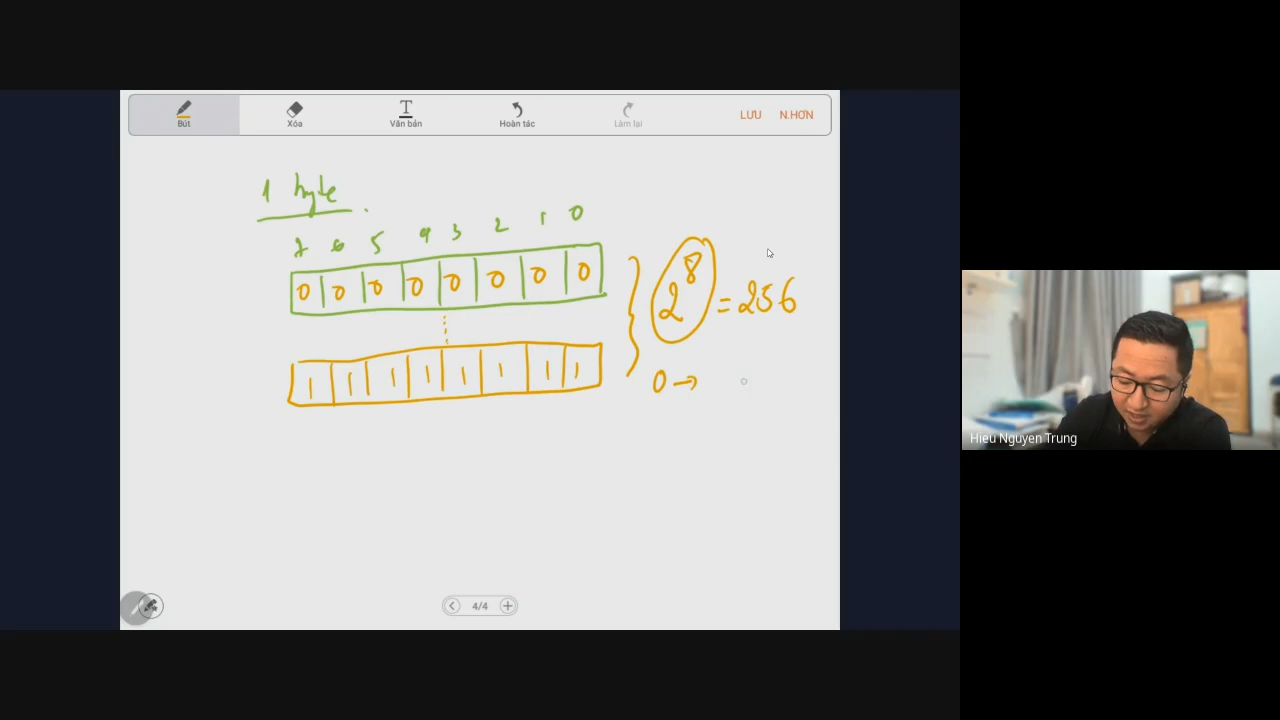 Bút Xóa Văn bản Hoàn tác Làm lại LƯU N.HƠN
1 byte.
7 6 5 4 3 2 1 0
0 0 0 0 0 0 0 0
2^8 = 256
1 1 1 1 1 1 1 1
0 →
4/4
Hieu Nguyen Trung